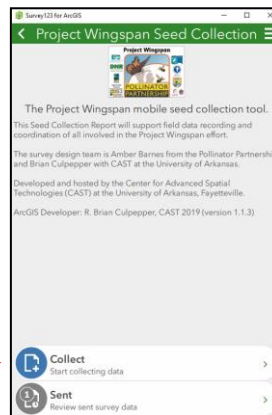 Survey123 for ArcGIS
Project Wingspan Seed Collection
Project Wingspan
DNR
POLLINATOR
PARTNERSHIP
The Project Wingspan mobile seed collection tool.
This Seed Collection Report will support field data recording and
coordination of all involved in the Project Wingspan effort.
The survey design team is Amber Barnes from the Pollinator Partnershi
and Brian Culpepper with CAST at the University of Arkansas.
Developed and hosted by the Center for Advanced Spatial
Technologies (CAST) at the University of Arkansas, Fayetteville.
ArcGIS Developer: R. Brian Culpepper, CAST 2019 (version 1.1.3)
Collect
Start collecting data
1
Sent
Review sent survey data